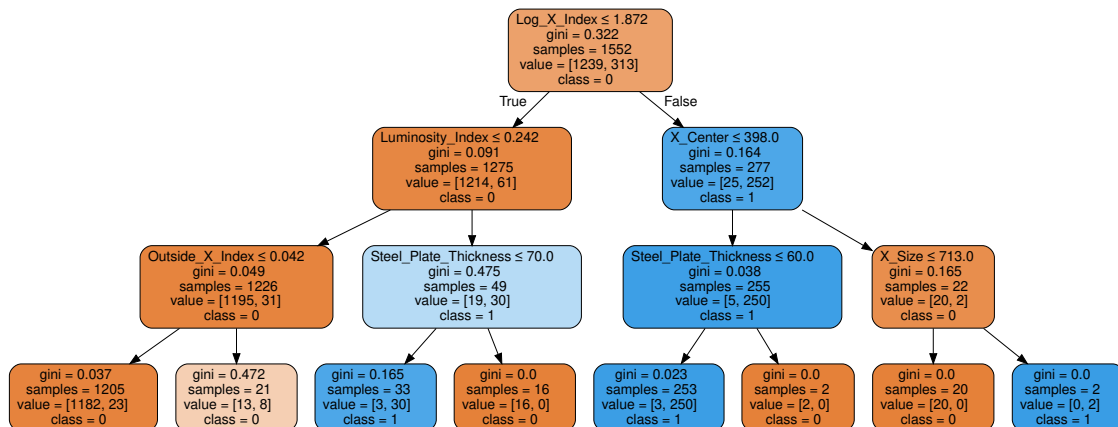 Log_X_Index ≤ 1.872
gini = 0.322
samples = 1552
value = [1239, 313]
class = 0
True
False
Luminosity_Index ≤ 0.242
gini = 0.091
samples = 1275
value = [1214, 61]
class = 0
X_Center ≤ 398.0
gini = 0.164
samples = 277
value = [25, 252]
class = 1
Outside_X_Index ≤ 0.042
gini = 0.049
samples = 1226
value = [1195, 31]
class = 0
Steel_Plate_Thickness ≤ 70.0
gini = 0.475
samples = 49
value = [19, 30]
class = 1
Steel_Plate_Thickness ≤ 60.0
gini = 0.038
samples = 255
value = [5, 250]
class = 1
X_Size ≤ 713.0
gini = 0.165
samples = 22
value = [20, 2]
class = 0
gini = 0.037
samples = 1205
value = [1182, 23]
class = 0
gini = 0.472
samples = 21
value = [13, 8]
class = 0
gini = 0.165
samples = 33
value = [3, 30]
class = 1
gini = 0.0
samples = 16
value = [16, 0]
class = 0
gini = 0.023
samples = 253
value = [3, 250]
class = 1
gini = 0.0
samples = 2
value = [2, 0]
class = 0
gini = 0.0
samples = 20
value = [20, 0]
class = 0
gini = 0.0
samples = 2
value = [0, 2]
class = 1